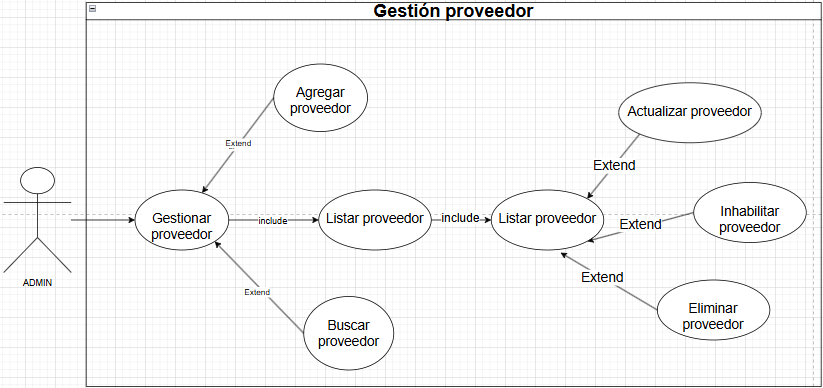 Gestión proveedor
Agregar
proveedor
Actualizar proveedor
Extend
Extend
Gestionar
proveedor
include
Listar proveedor
include
Listar proveedor
Extend
Inhabilitar
proveedor
ADMIN
Extend
Extend
Buscar
proveedor
Eliminar
proveedor